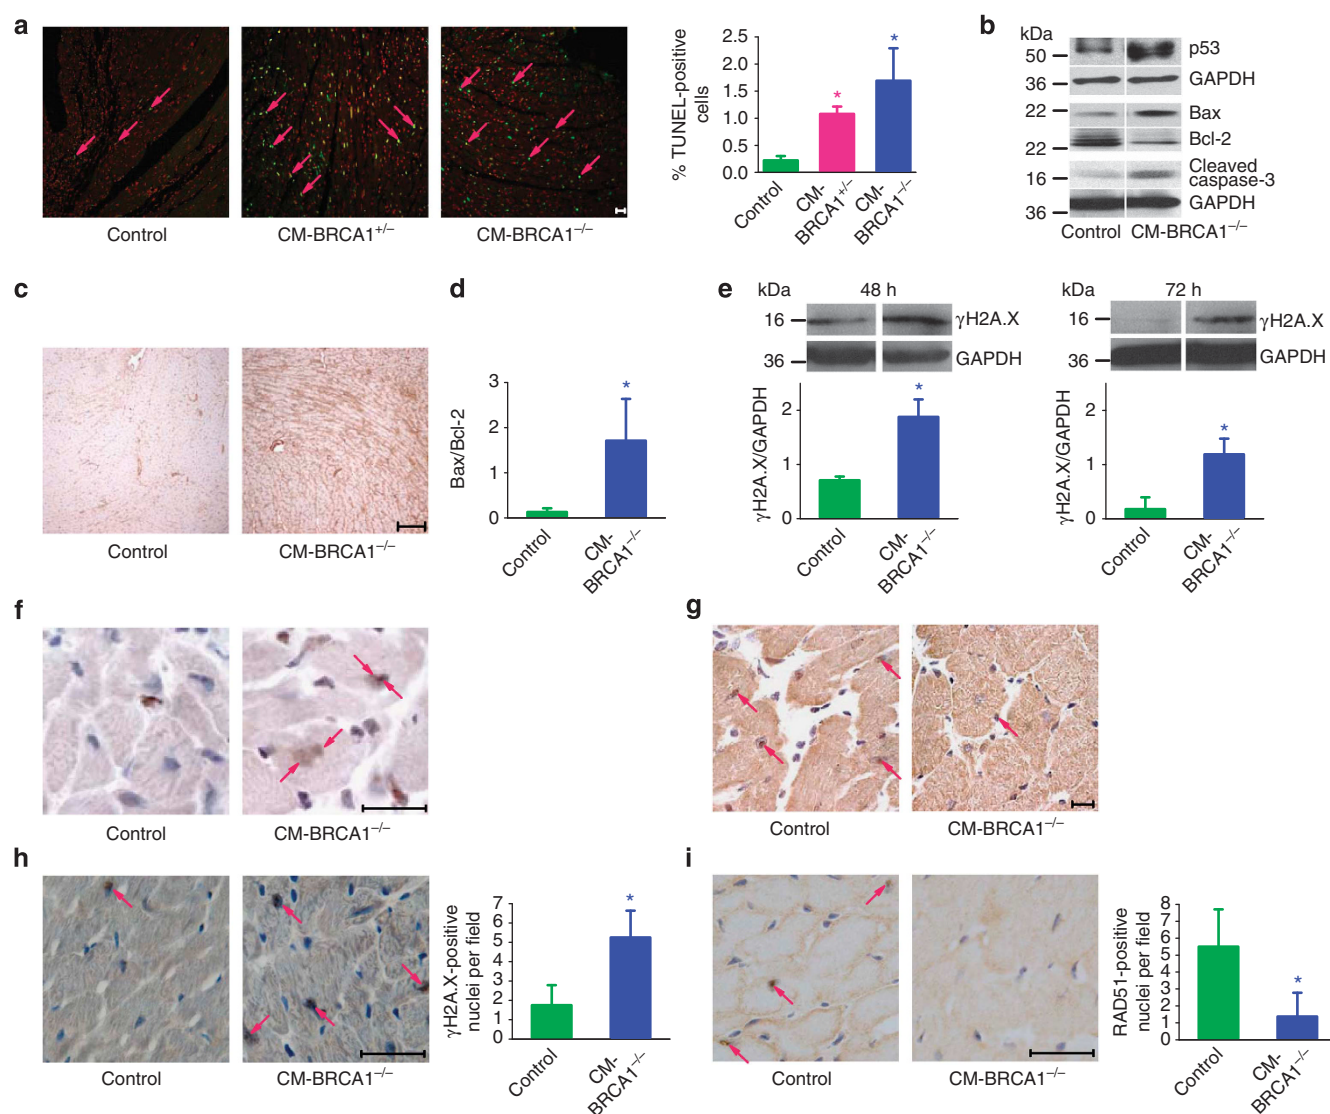 a
Control
CM-BRCA1+/−
CM-BRCA1−/−
% TUNEL-positive
cells
2.5
2.0
1.5
1.0
0.5
0.0
*
*
Control
CM-
BRCA1+/−
CM-
BRCA1−/−
b
kDa
50
p53
36
GAPDH
22
Bax
22
Bcl-2
16
Cleaved
caspase-3
36
GAPDH
Control
CM-BRCA1−/−
c
Control
CM-BRCA1−/−
d
Bax/Bcl-2
3
2
1
0
*
Control
CM-
BRCA1−/−
e
kDa
48 h
16
γH2A.X
36
GAPDH
γH2A.X/GAPDH
2
1
0
*
Control
CM-
BRCA1−/−
kDa
72 h
16
γH2A.X
36
GAPDH
γH2A.X/GAPDH
2
1
0
*
Control
CM-
BRCA1−/−
f
Control
CM-BRCA1−/−
g
Control
CM-BRCA1−/−
h
Control
CM-BRCA1−/−
γH2A.X-positive
nuclei per field
7
6
5
4
3
2
1
0
*
Control
CM-
BRCA1−/−
i
Control
CM-BRCA1−/−
RAD51-positive
nuclei per field
8
7
6
5
4
3
2
1
0
*
Control
CM-
BRCA1−/−